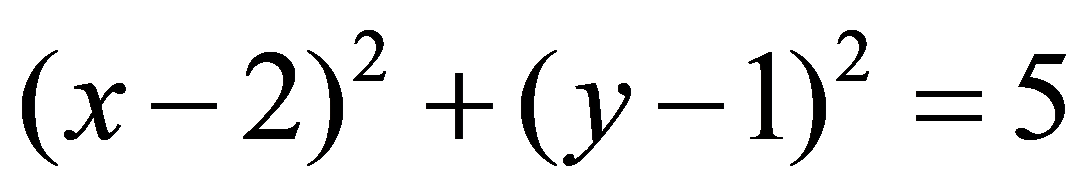 (x − 2)² + (y − 1)² = 5